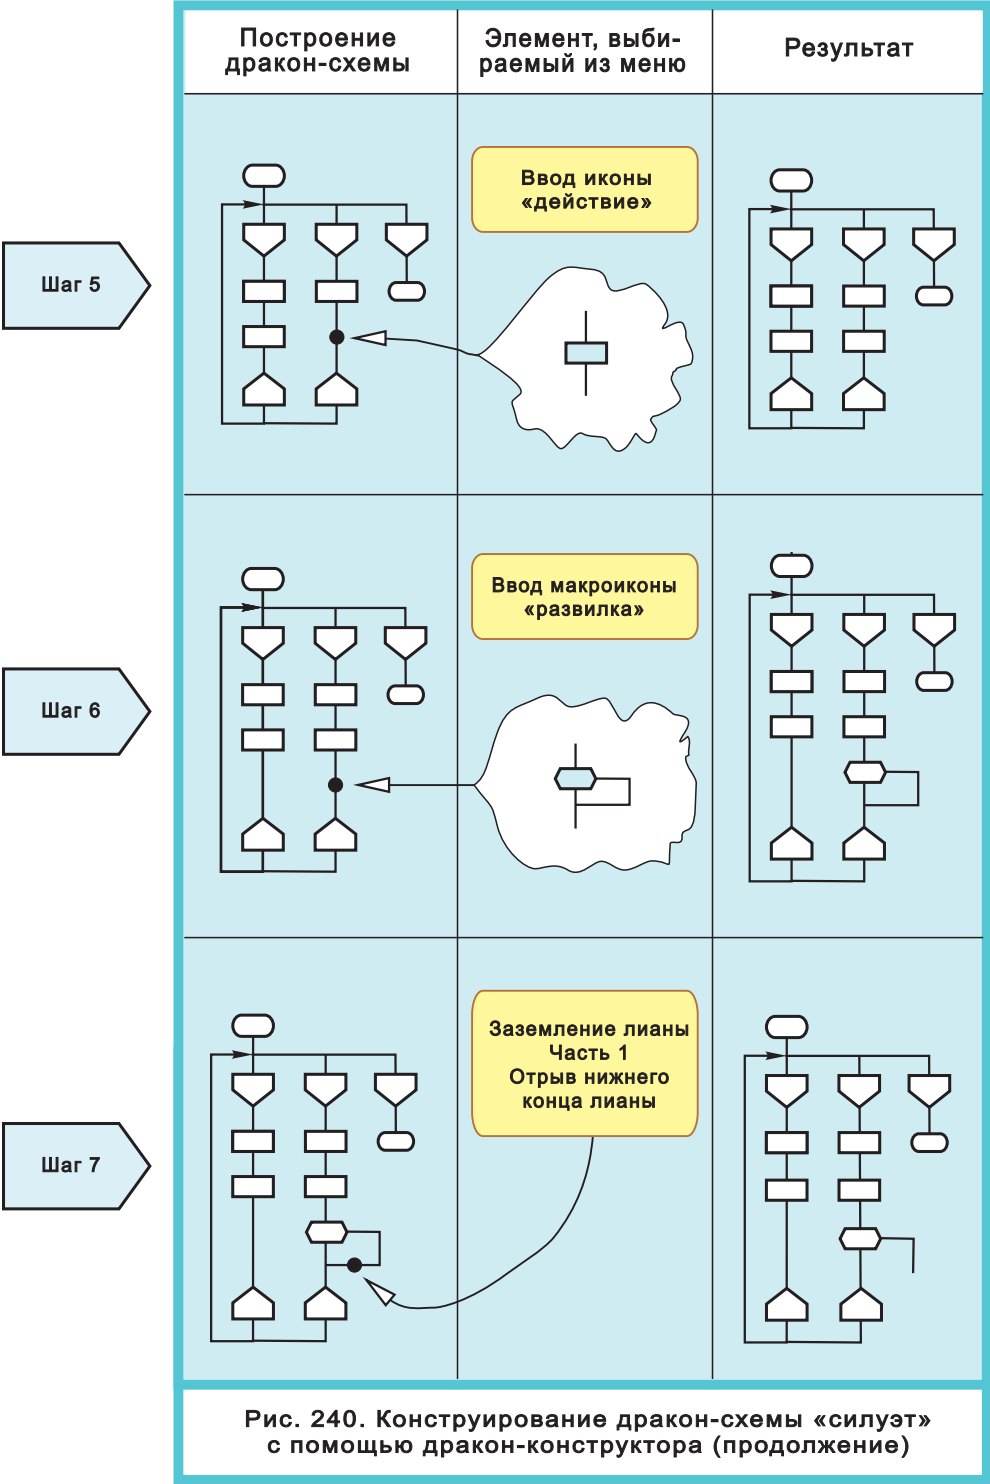 Построение
дракон-схемы
Элемент, выби-
раемый из меню
Результат
Шаг 5
Ввод иконы
«действие»
Шаг 6
Ввод макроиконы
«развилка»
Шаг 7
Заземление лианы
Часть 1
Отрыв нижнего
конца лианы
Рис. 240. Конструирование дракон-схемы «силуэт»
с помощью дракон-конструктора (продолжение)